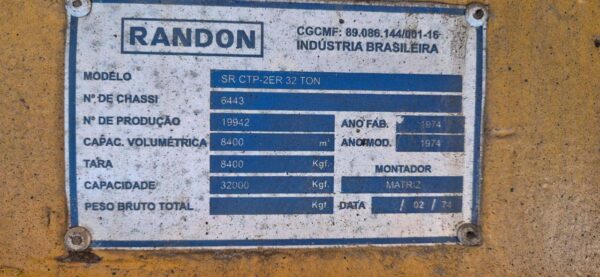 RANDON
CGCMF: 89.086.144/001-16
INDÚSTRIA BRASILEIRA
MODELO SR CTP-2ER 32 TON
Nº DE CHASSI 6443
Nº DE PRODUÇÃO 19942 ANO FAB. 1974
CAPAC. VOLUMÉTRICA 8400 m³ ANO MOD. 1974
TARA 8400 Kgf. MONTADOR
CAPACIDADE 32000 Kgf. MATRIZ
PESO BRUTO TOTAL Kgf. DATA / 02 / 74